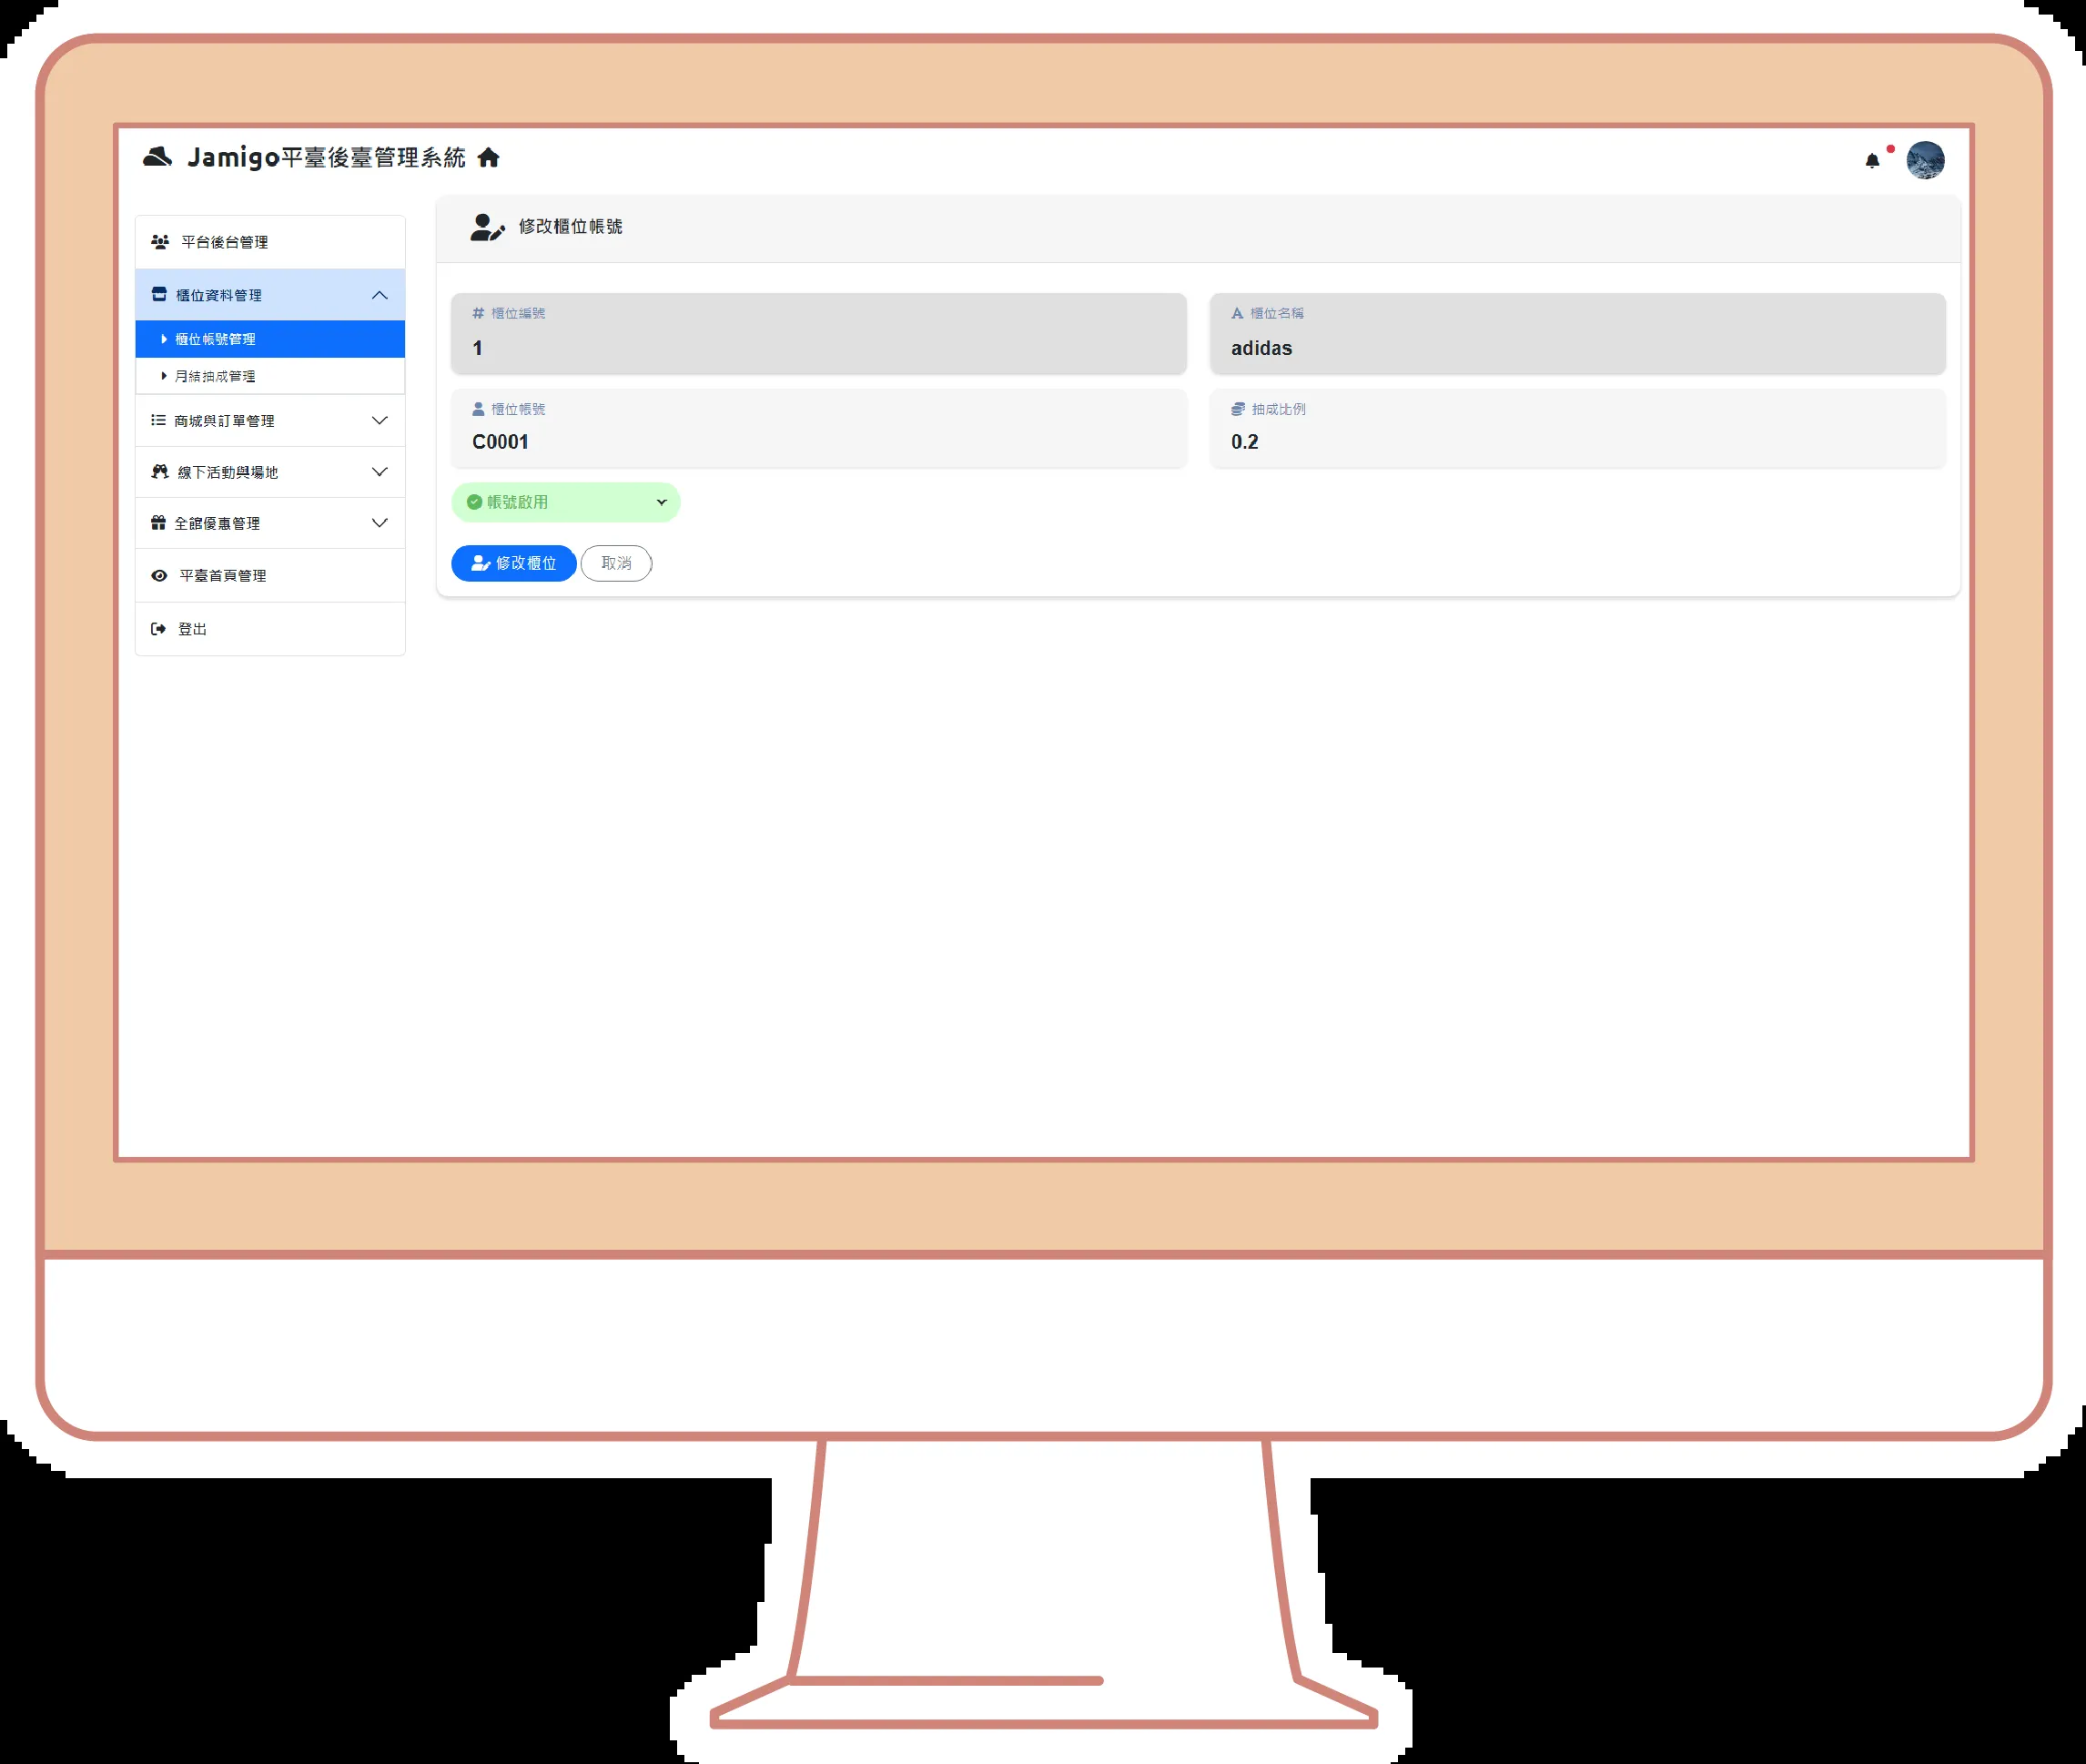 Jamigo平臺後臺管理系統
平台後台管理
櫃位資料管理
櫃位帳號管理
月結抽成管理
商城與訂單管理
線下活動與場地
全館優惠管理
平臺首頁管理
登出
修改櫃位帳號
櫃位編號
1
櫃位名稱
adidas
櫃位帳號
C0001
抽成比例
0.2
帳號啟用
修改櫃位 取消